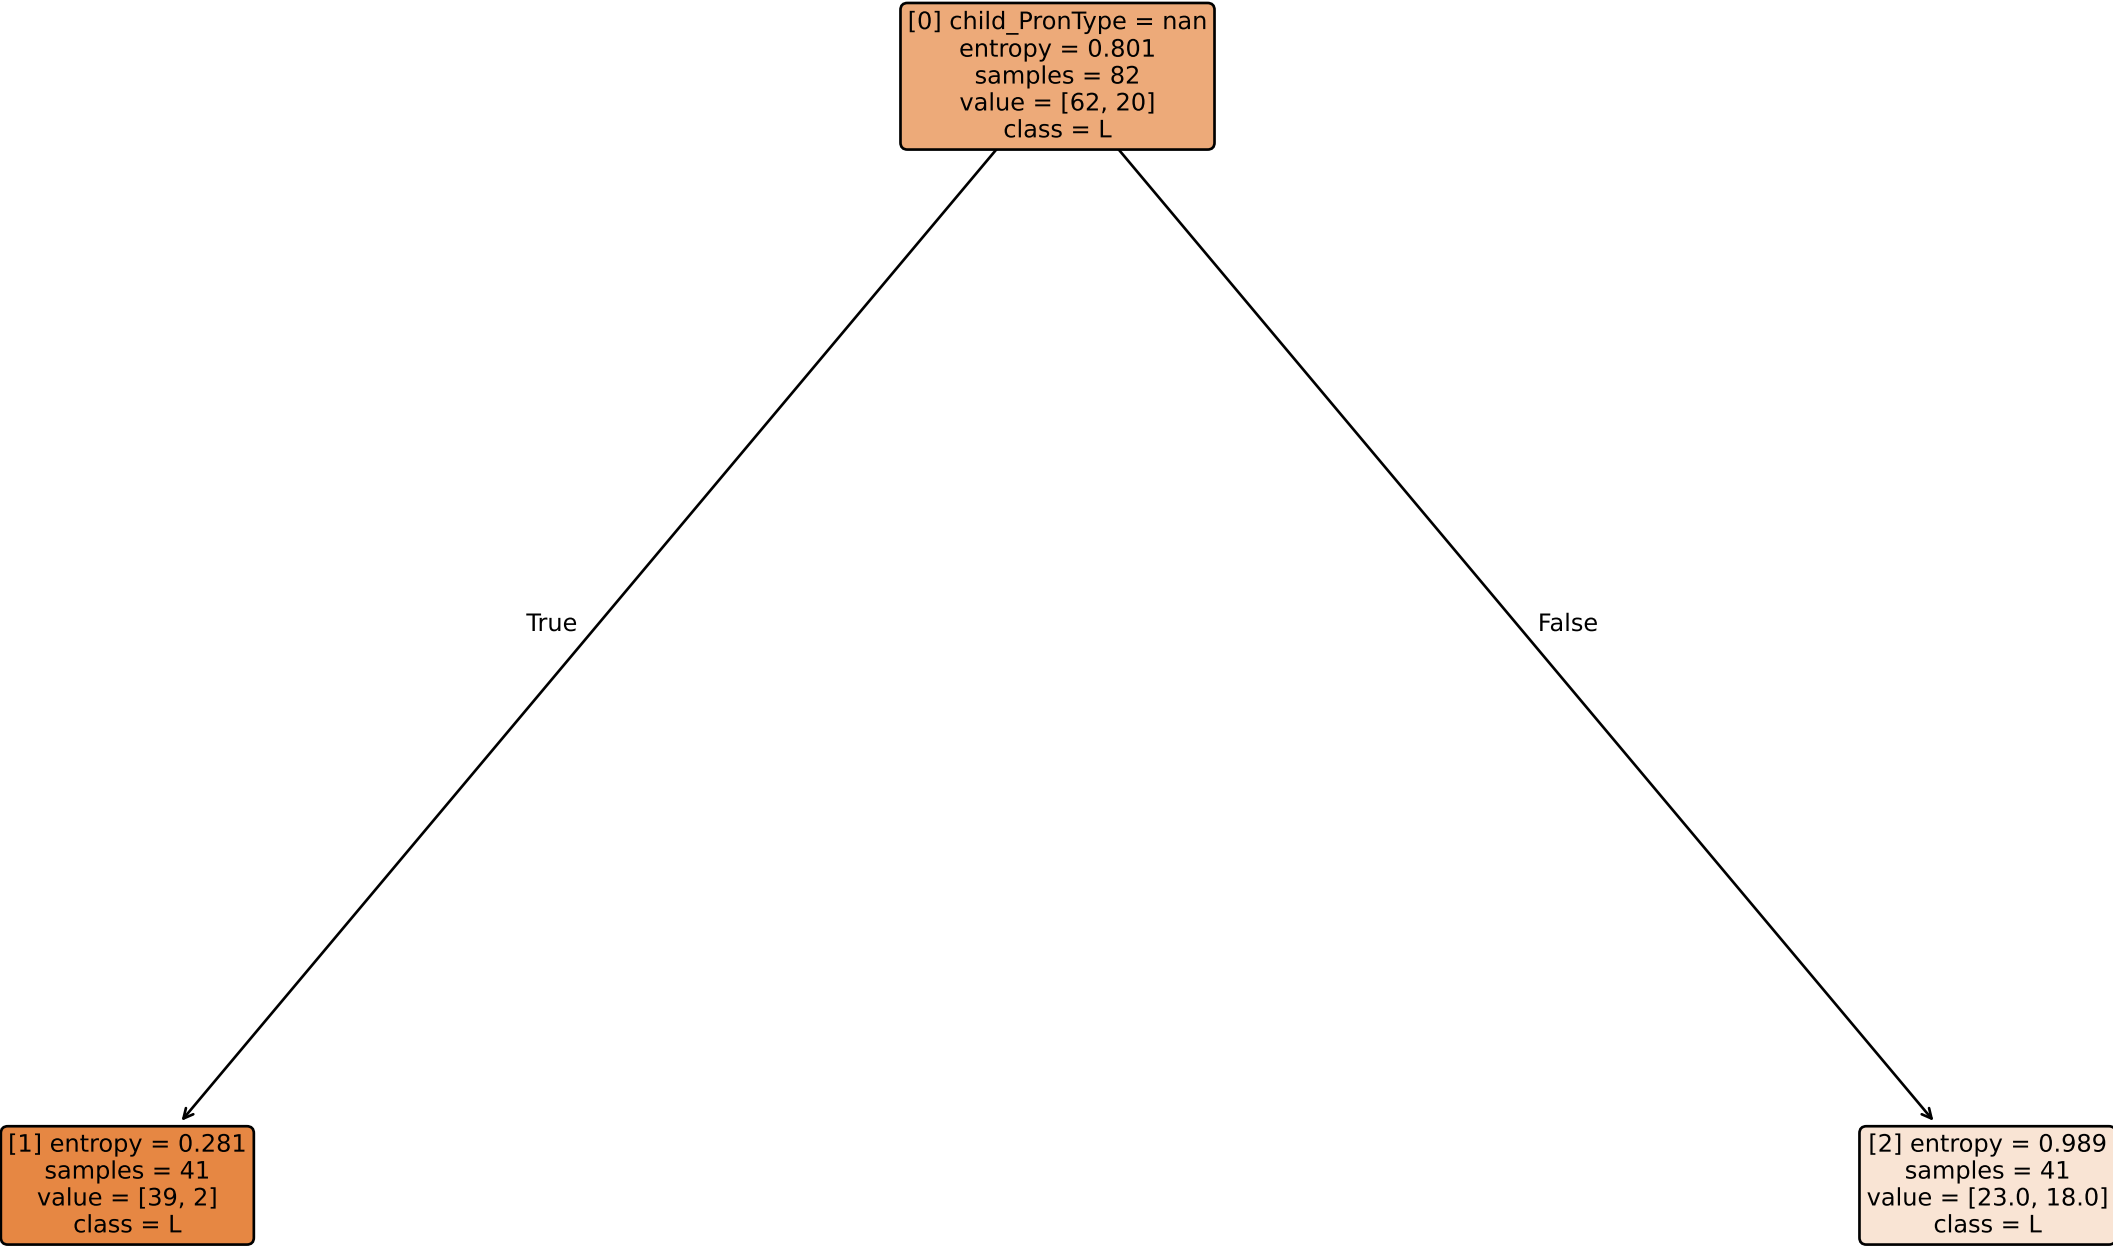 [0] child_PronType = nan
entropy = 0.801
samples = 82
value = [62, 20]
class = L
True
False
[1] entropy = 0.281
samples = 41
value = [39, 2]
class = L
[2] entropy = 0.989
samples = 41
value = [23.0, 18.0]
class = L